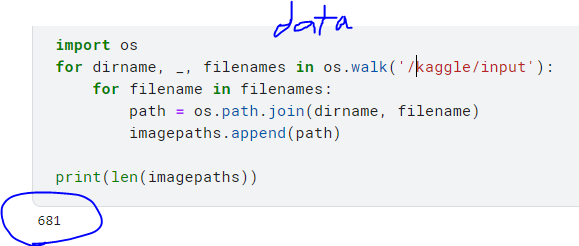 data
import os
for dirname, _, filenames in os.walk('/kaggle/input'):
    for filename in filenames:
        path = os.path.join(dirname, filename)
        imagepaths.append(path)
print(len(imagepaths))
681